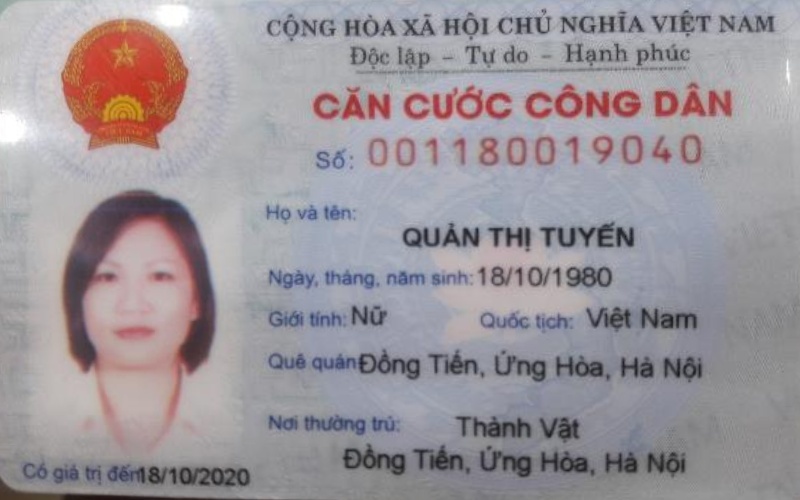 CỘNG HÒA XÃ HỘI CHỦ NGHĨA VIỆT NAM
Độc lập - Tự do - Hạnh phúc
CĂN CƯỚC CÔNG DÂN
Số: 001180019040
Họ và tên:
QUẢN THỊ TUYẾN
Ngày, tháng, năm sinh: 18/10/1980
Giới tính: Nữ Quốc tịch: Việt Nam
Quê quán Đồng Tiến, Ứng Hòa, Hà Nội
Nơi thường trú: Thành Vật
Đồng Tiến, Ứng Hòa, Hà Nội
Có giá trị đến 18/10/2020